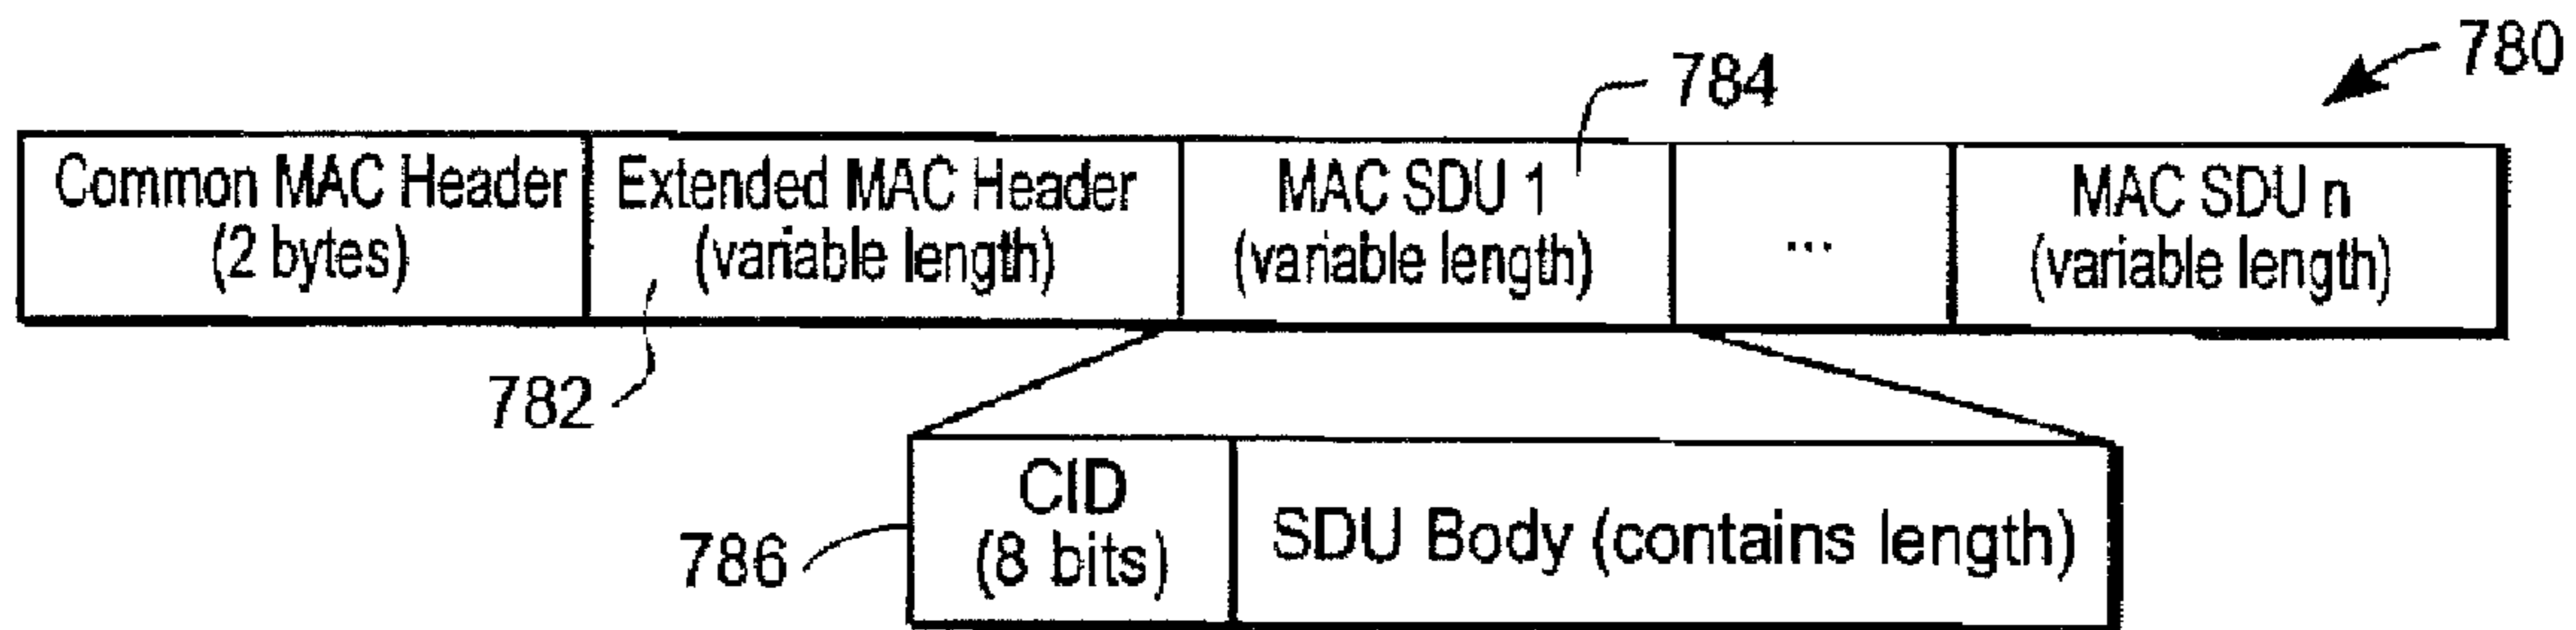 780
784
Common MAC Header
(2 bytes)
Extended MAC Header
(variable length)
MAC SDU 1
(variable length)
...
MAC SDU n
(variable length)
782
CID
(8 bits)
SDU Body (contains length)
786